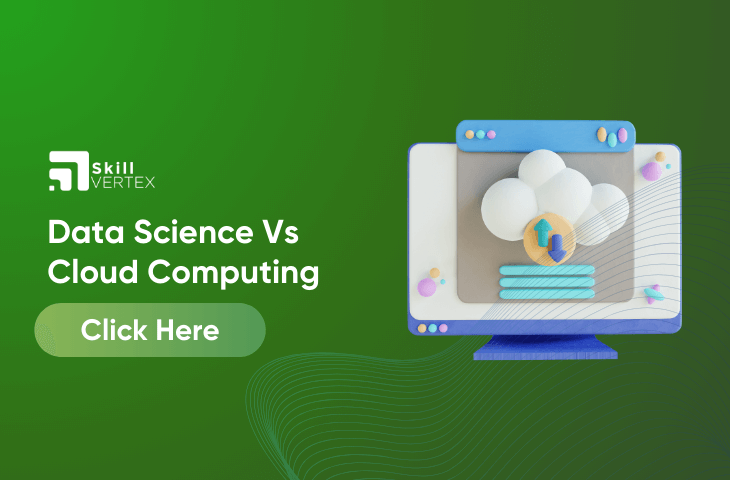 Skill
VERTEX
Data Science Vs
Cloud Computing
Click Here